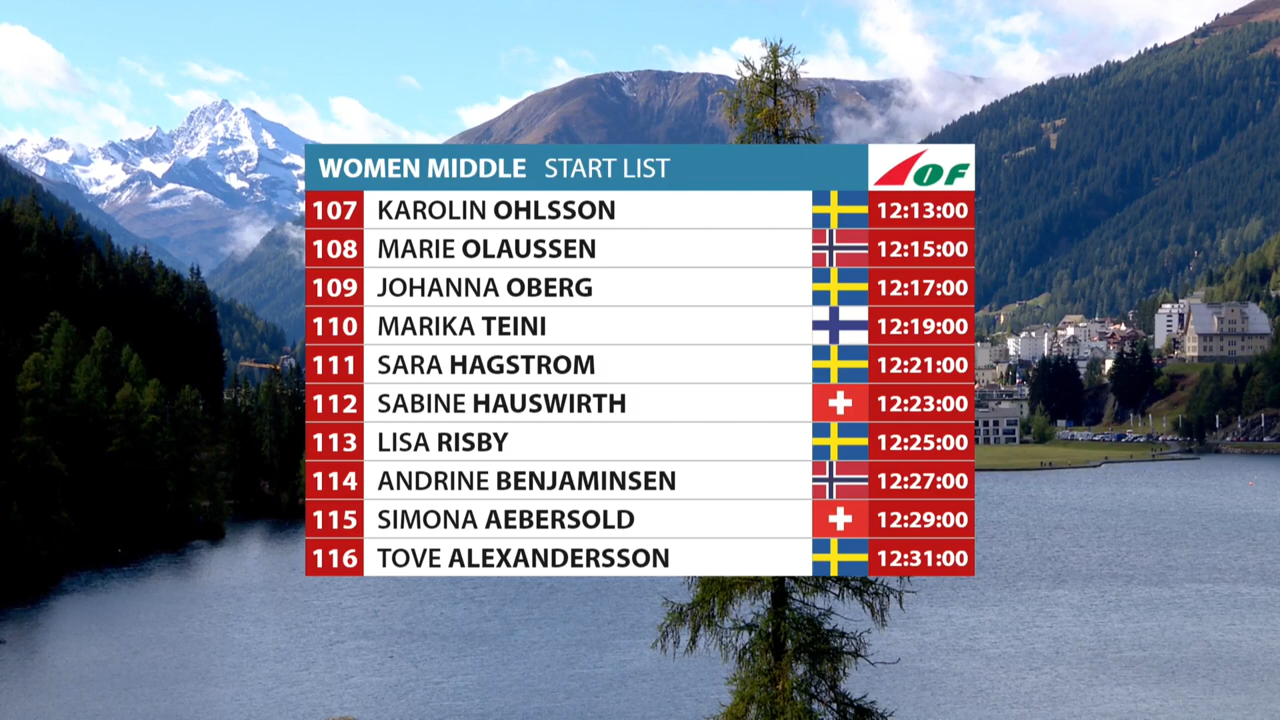 WOMEN MIDDLE START LIST IOF
107 KAROLIN OHLSSON 12:13:00
108 MARIE OLAUSSEN 12:15:00
109 JOHANNA OBERG 12:17:00
110 MARIKA TEINI 12:19:00
111 SARA HAGSTROM 12:21:00
112 SABINE HAUSWIRTH 12:23:00
113 LISA RISBY 12:25:00
114 ANDRINE BENJAMINSEN 12:27:00
115 SIMONA AEBERSOLD 12:29:00
116 TOVE ALEXANDERSSON 12:31:00